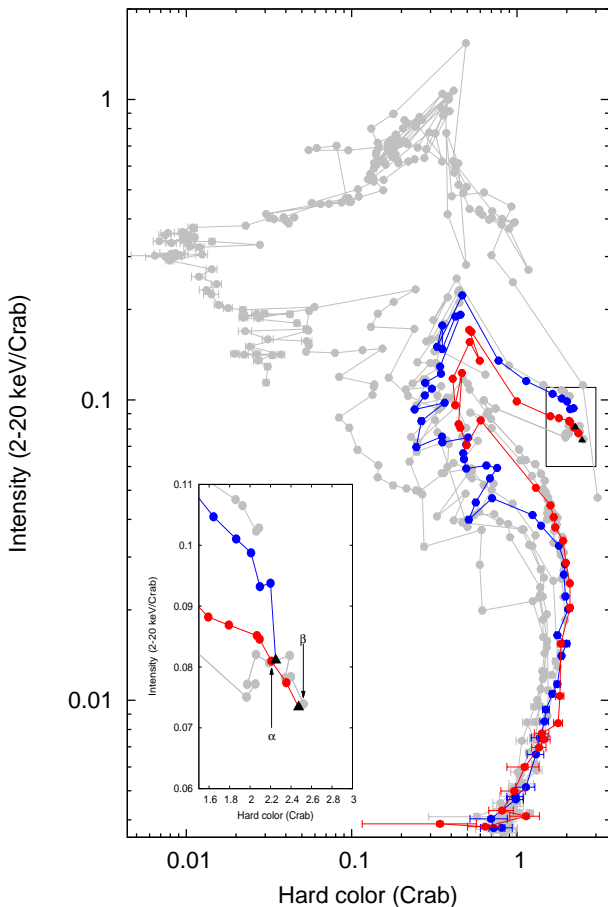 1
0.1
0.01
Intensity (2-20 keV/Crab)
0.11
0.1
0.09
0.08
0.07
0.06
Intensity (2-20 keV/Crab)
β
α
1.6 1.8 2 2.2 2.4 2.6 2.8 3
Hard color (Crab)
0.01 0.1 1
Hard color (Crab)